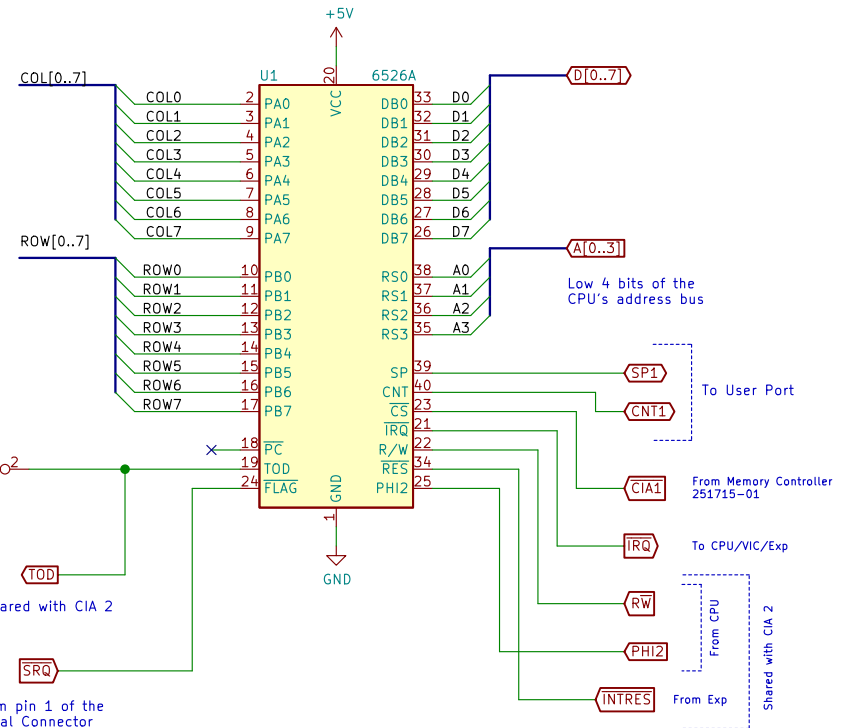 +5V
U1 20 6526A
COL[0..7] VCC D[0..7]
COL0 2 PA0 DB0 33 D0
COL1 3 PA1 DB1 32 D1
COL2 4 PA2 DB2 31 D2
COL3 5 PA3 DB3 30 D3
COL4 6 PA4 DB4 29 D4
COL5 7 PA5 DB5 28 D5
COL6 8 PA6 DB6 27 D6
COL7 9 PA7 DB7 26 D7
ROW[0..7] A[0..3]
ROW0 10 PB0 RS0 38 A0
ROW1 11 PB1 RS1 37 A1
ROW2 12 PB2 RS2 36 A2
ROW3 13 PB3 RS3 35 A3
Low 4 bits of the
CPU's address bus
ROW4 14 PB4
ROW5 15 PB5 SP 39 SP1
ROW6 16 PB6 CNT 40 To User Port
ROW7 17 PB7 CS 23 CNT1
IRQ 21
18 PC R/W 22
2 19 TOD RES 34
24 FLAG PHI2 25 CIA1
From Memory Controller
251715-01
GND
1
IRQ To CPU/VIC/Exp
GND
TOD
ared with CIA 2
RW
PHI2
From CPU
Shared with CIA 2
SRQ
INTRES From Exp
m pin 1 of the
al Connector